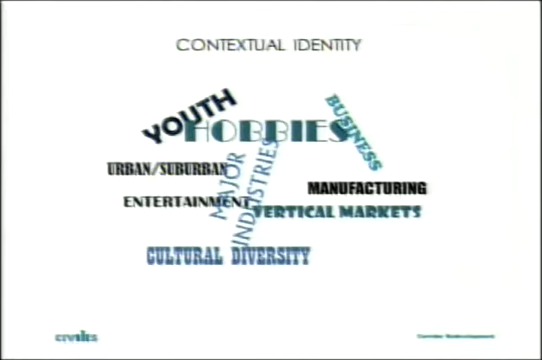 CONTEXTUAL IDENTITY
YOUTH
HOBBIES
BUSINESS
URBAN/SUBURBAN
MAJOR
INDUSTRIES
MANUFACTURING
ENTERTAINMENT
VERTICAL MARKETS
CULTURAL DIVERSITY